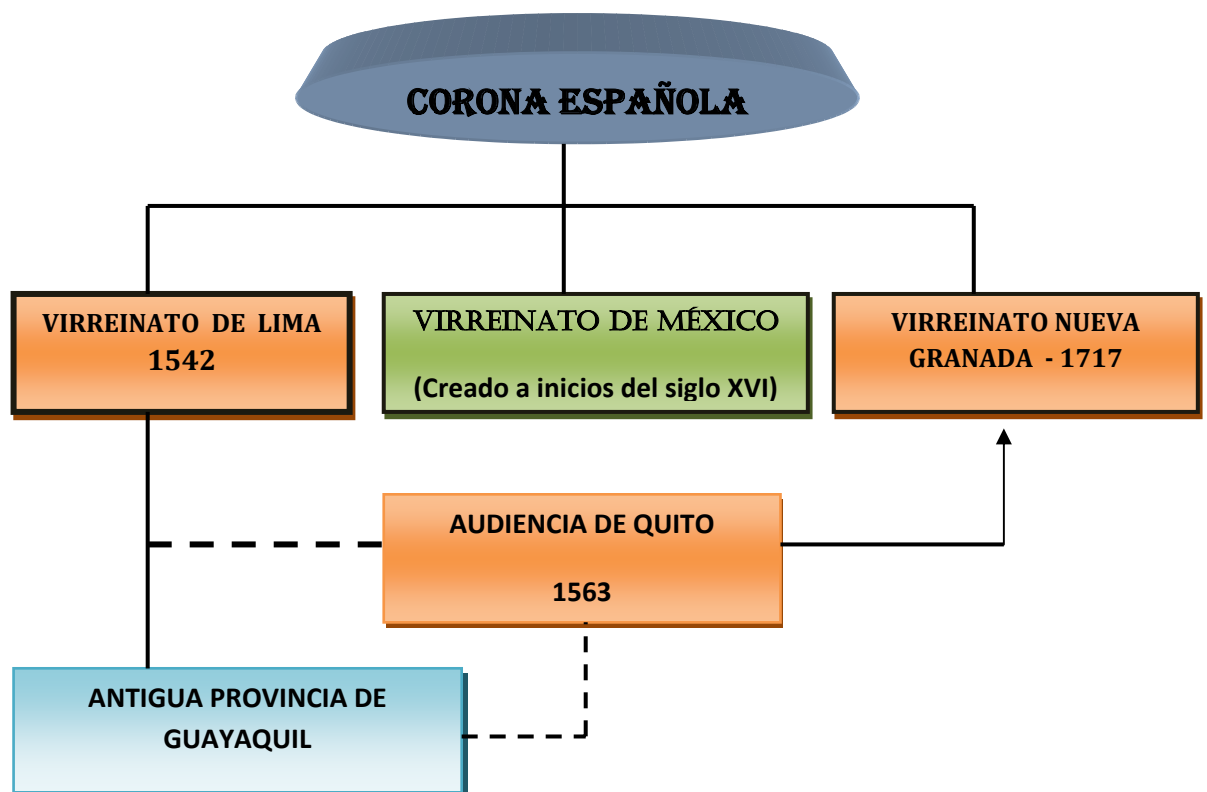 CORONA ESPAÑOLA
VIRREINATO DE LIMA
1542
VIRREINATO DE MÉXICO
(Creado a inicios del siglo XVI)
VIRREINATO NUEVA
GRANADA - 1717
AUDIENCIA DE QUITO
1563
ANTIGUA PROVINCIA DE
GUAYAQUIL